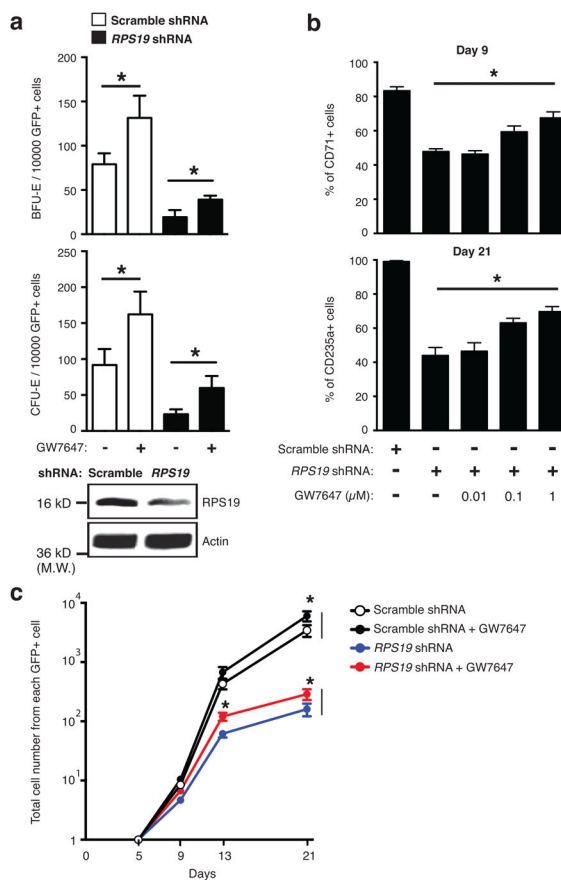 a
Scramble shRNA
RPS19 shRNA
BFU-E / 10000 GFP+ cells
150
100
50
0
*
*
CFU-E / 10000 GFP+ cells
250
200
150
100
50
0
*
*
GW7647: - + - +
shRNA: Scramble RPS19
16 kD
RPS19
Actin
36 kD
(M.W.)
b
Day 9
% of CD71+ cells
100
80
60
40
20
0
*
Day 21
% of CD235a+ cells
100
80
60
40
20
0
*
Scramble shRNA: + - - - -
RPS19 shRNA: - + + + +
GW7647 (µM): - - 0.01 0.1 1
c
Total cell number from each GFP+ cell
10^4
10^3
10^2
10^1
1
0 5 9 13 21
Days
*
*
*
Scramble shRNA
Scramble shRNA + GW7647
RPS19 shRNA
RPS19 shRNA + GW7647